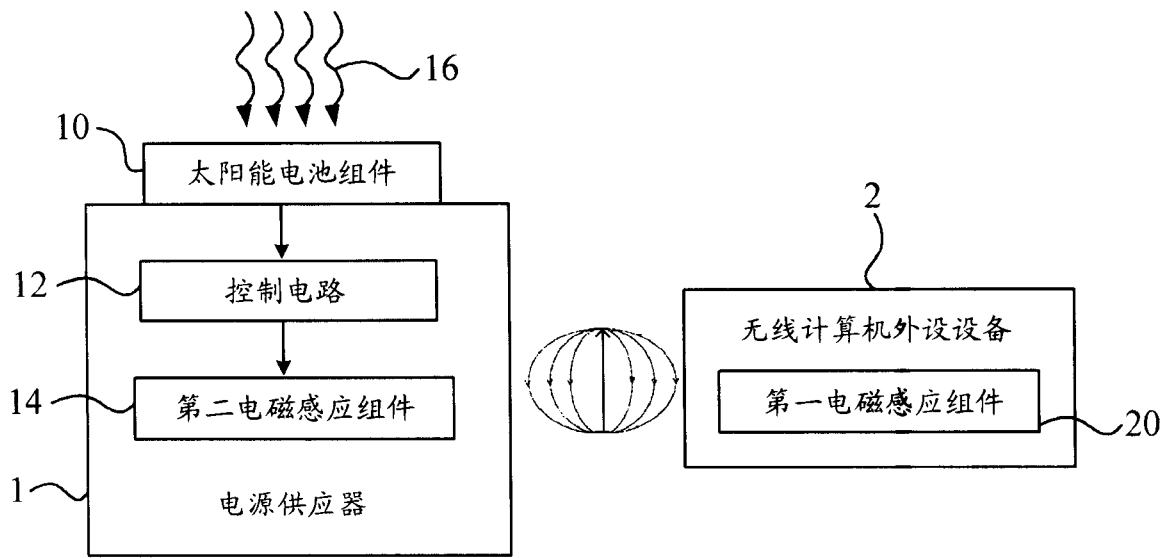 16
10
太阳能电池组件
2
12
控制电路
无线计算机外设设备
14
第二电磁感应组件
第一电磁感应组件
20
1
电源供应器